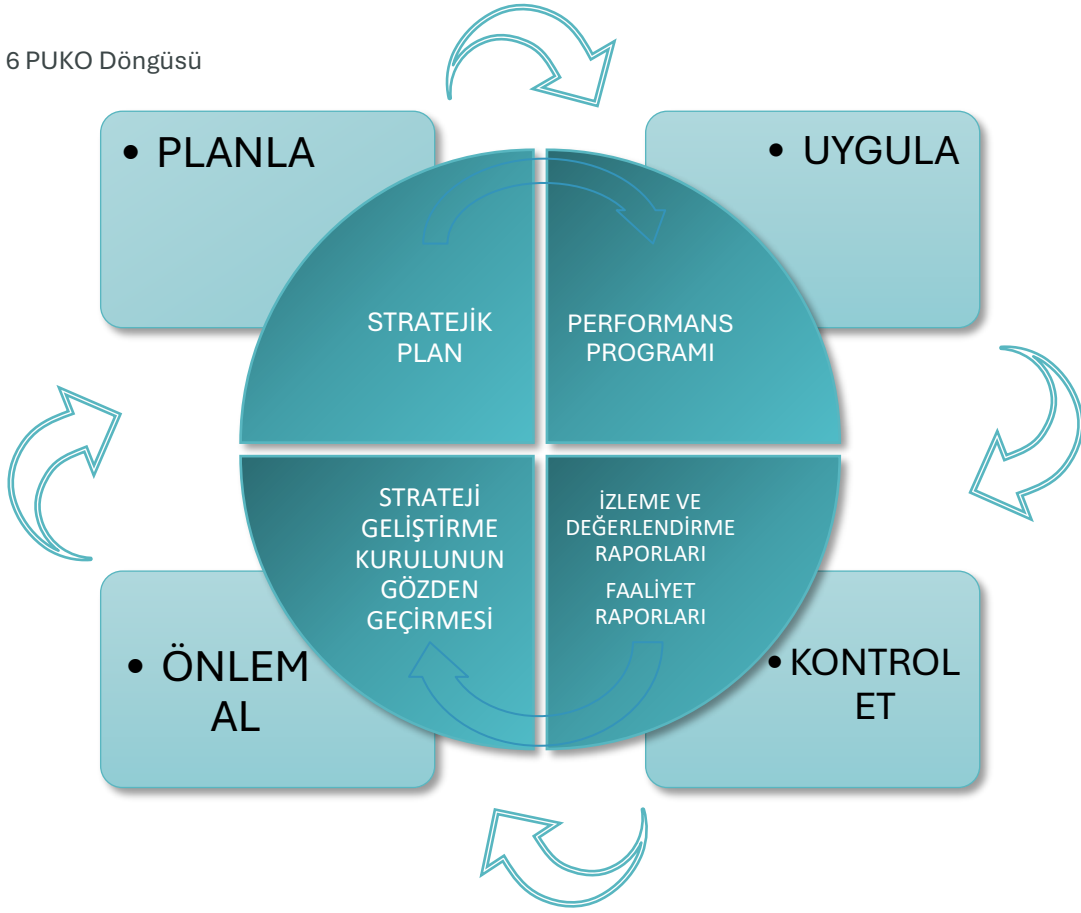 6 PUKO Döngüsü
• PLANLA
• UYGULA
STRATEJİK
PLAN
PERFORMANS
PROGRAMI
STRATEJİ
GELİŞTİRME
KURULUNUN
GÖZDEN
GEÇİRMESİ
İZLEME VE
DEĞERLENDİRME
RAPORLARI
FAALİYET
RAPORLARI
• ÖNLEM
AL
• KONTROL
ET